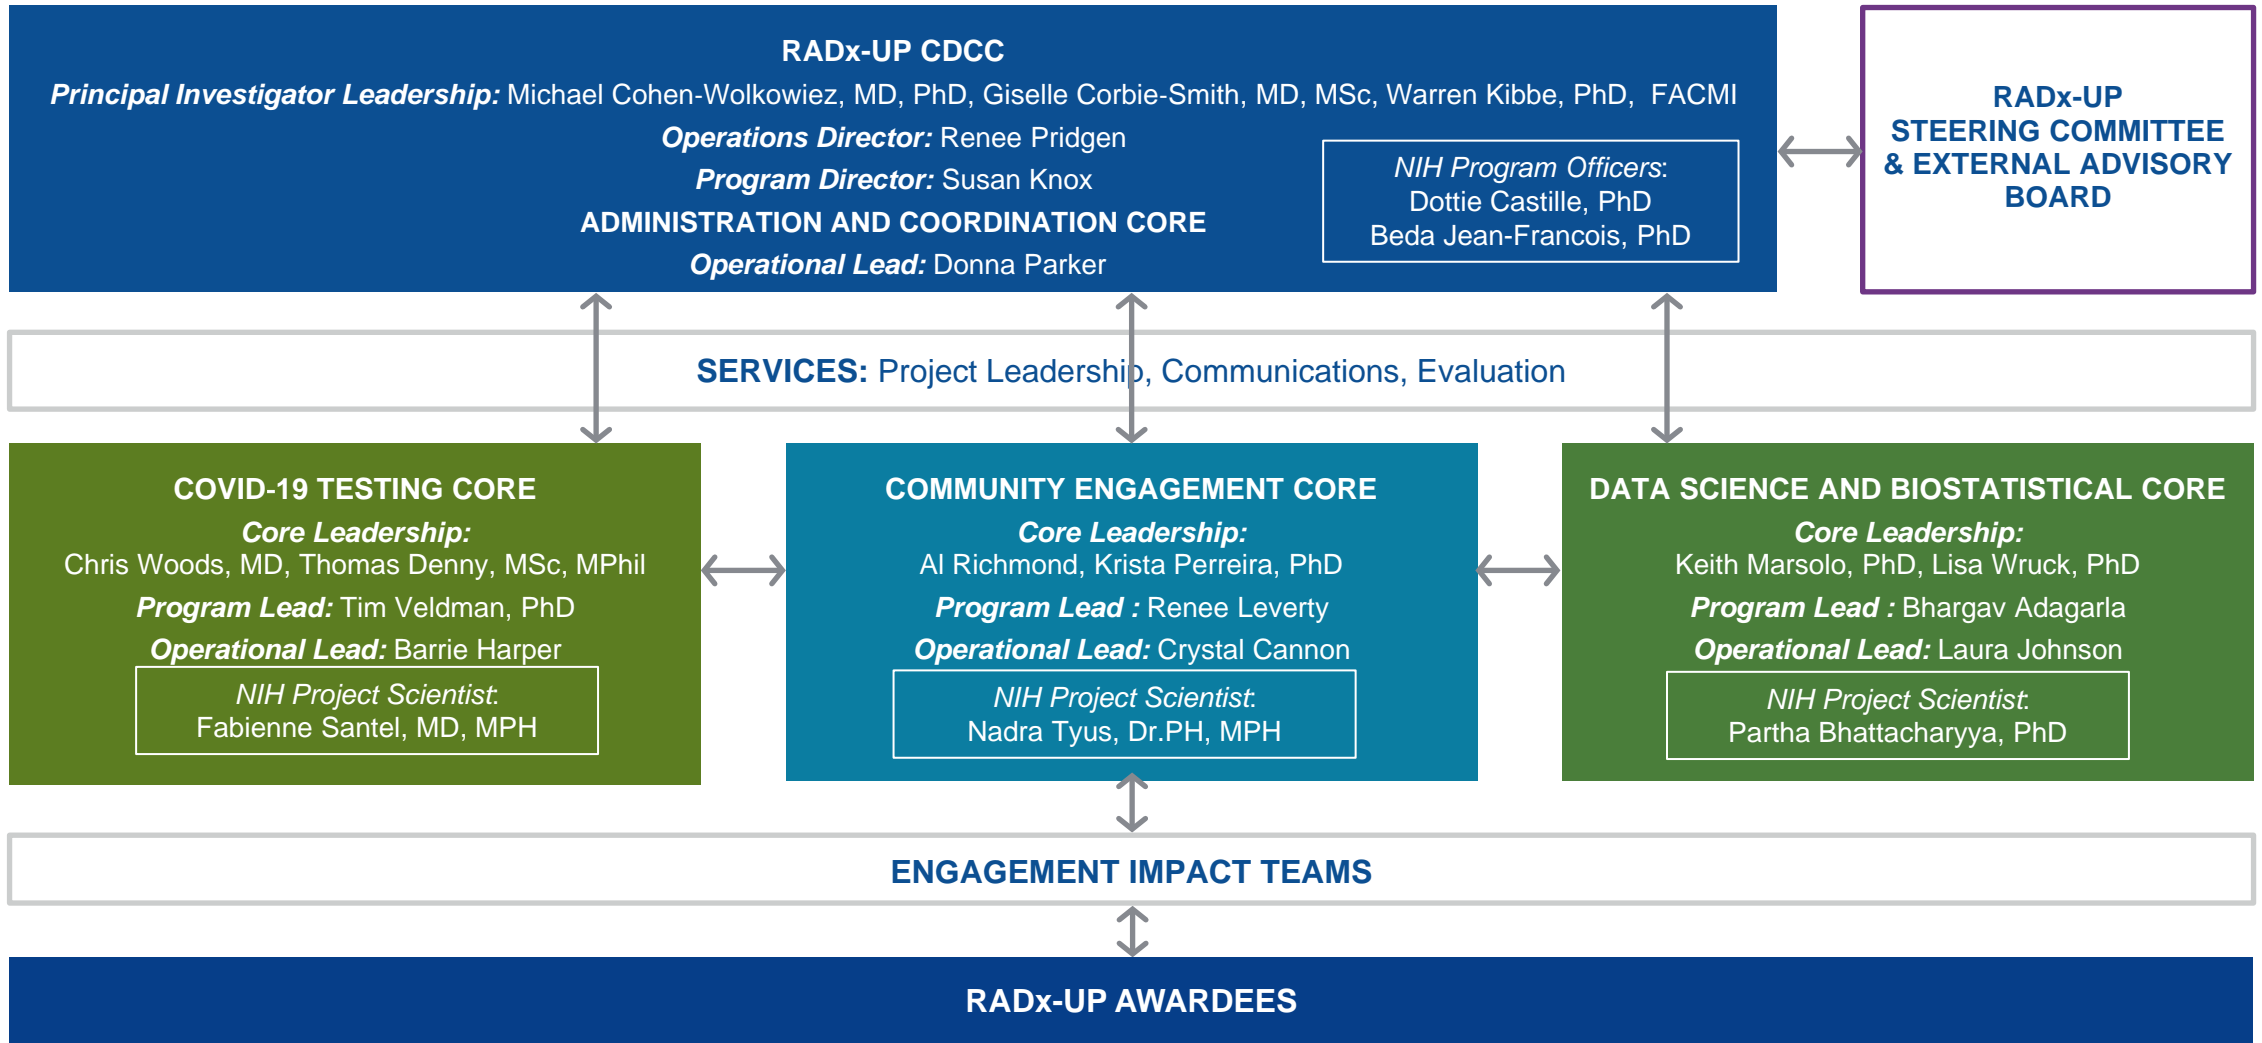 RADx-UP CDCC
Principal Investigator Leadership: Michael Cohen-Wolkowiez, MD, PhD, Giselle Corbie-Smith, MD, MSc, Warren Kibbe, PhD, FACMI
Operations Director: Renee Pridgen
Program Director: Susan Knox
ADMINISTRATION AND COORDINATION CORE
Operational Lead: Donna Parker
NIH Program Officers:
Dottie Castille, PhD
Beda Jean-Francois, PhD
RADx-UP
STEERING COMMITTEE
& EXTERNAL ADVISORY
BOARD
SERVICES: Project Leadership, Communications, Evaluation
COVID-19 TESTING CORE
Core Leadership:
Chris Woods, MD, Thomas Denny, MSc, MPhil
Program Lead: Tim Veldman, PhD
Operational Lead: Barrie Harper
NIH Project Scientist:
Fabienne Santel, MD, MPH
COMMUNITY ENGAGEMENT CORE
Core Leadership:
Al Richmond, Krista Perreira, PhD
Program Lead : Renee Leverty
Operational Lead: Crystal Cannon
NIH Project Scientist:
Nadra Tyus, Dr.PH, MPH
DATA SCIENCE AND BIOSTATISTICAL CORE
Core Leadership:
Keith Marsolo, PhD, Lisa Wruck, PhD
Program Lead : Bhargav Adagarla
Operational Lead: Laura Johnson
NIH Project Scientist:
Partha Bhattacharyya, PhD
ENGAGEMENT IMPACT TEAMS
RADx-UP AWARDEES